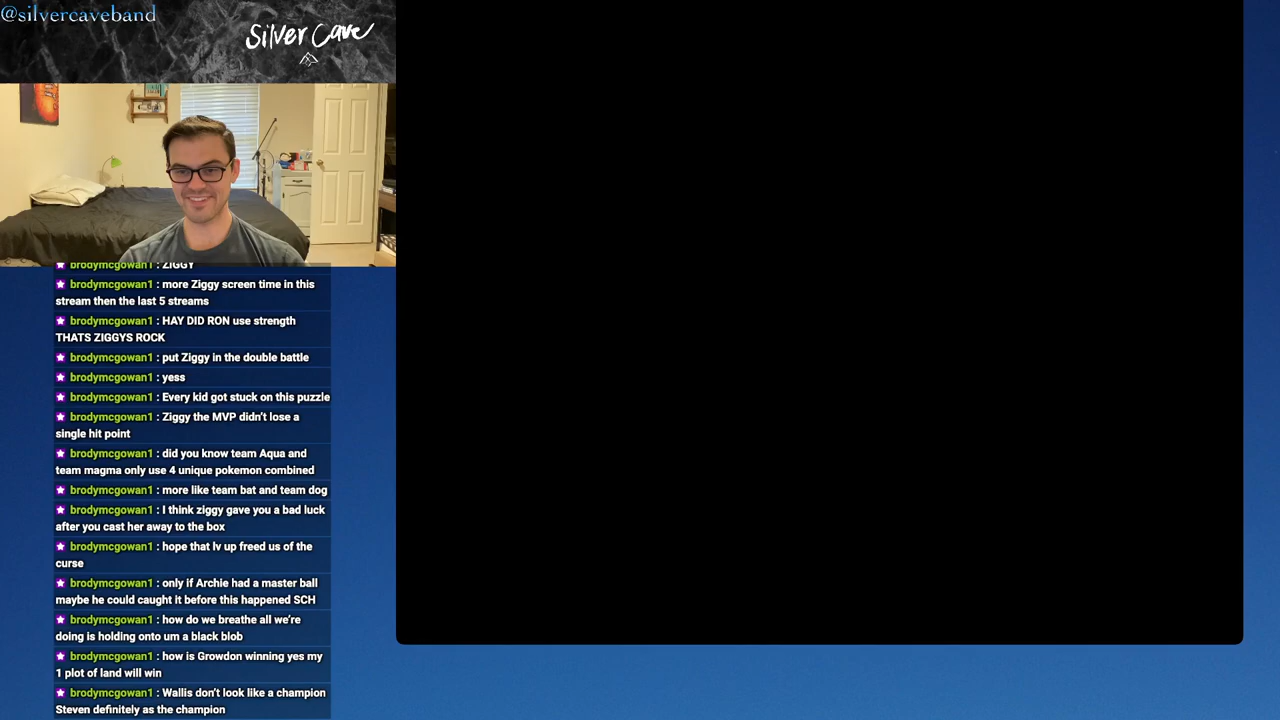 @silvercaveband
Silver Cave
brodymcgowan1 : ZIGGY
brodymcgowan1 : more Ziggy screen time in this
stream then the last 5 streams
brodymcgowan1 : HAY DID RON use strength
THATS ZIGGYS ROCK
brodymcgowan1 : put Ziggy in the double battle
brodymcgowan1 : yess
brodymcgowan1 : Every kid got stuck on this puzzle
brodymcgowan1 : Ziggy the MVP didn’t lose a
single hit point
brodymcgowan1 : did you know team Aqua and
team magma only use 4 unique pokemon combined
brodymcgowan1 : more like team bat and team dog
brodymcgowan1 : I think ziggy gave you a bad luck
after you cast her away to the box
brodymcgowan1 : hope that lv up freed us of the
curse
brodymcgowan1 : only if Archie had a master ball
maybe he could caught it before this happened SCH
brodymcgowan1 : how do we breathe all we’re
doing is holding onto um a black blob
brodymcgowan1 : how is Growdon winning yes my
1 plot of land will win
brodymcgowan1 : Wallis don’t look like a champion
Steven definitely as the champion